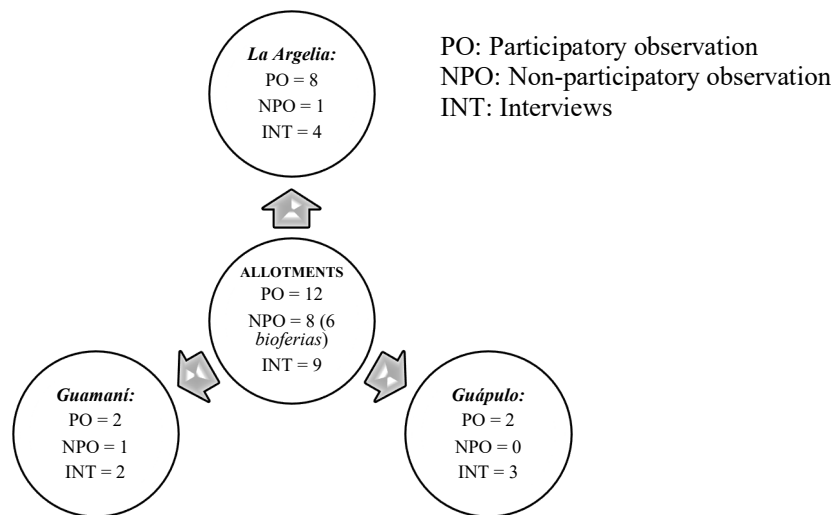 La Argelia:
PO = 8
NPO = 1
INT = 4
PO: Participatory observation
NPO: Non-participatory observation
INT: Interviews
ALLOTMENTS
PO = 12
NPO = 8 (6
bioferias)
INT = 9
Guamaní:
PO = 2
NPO = 1
INT = 2
Guápulo:
PO = 2
NPO = 0
INT = 3